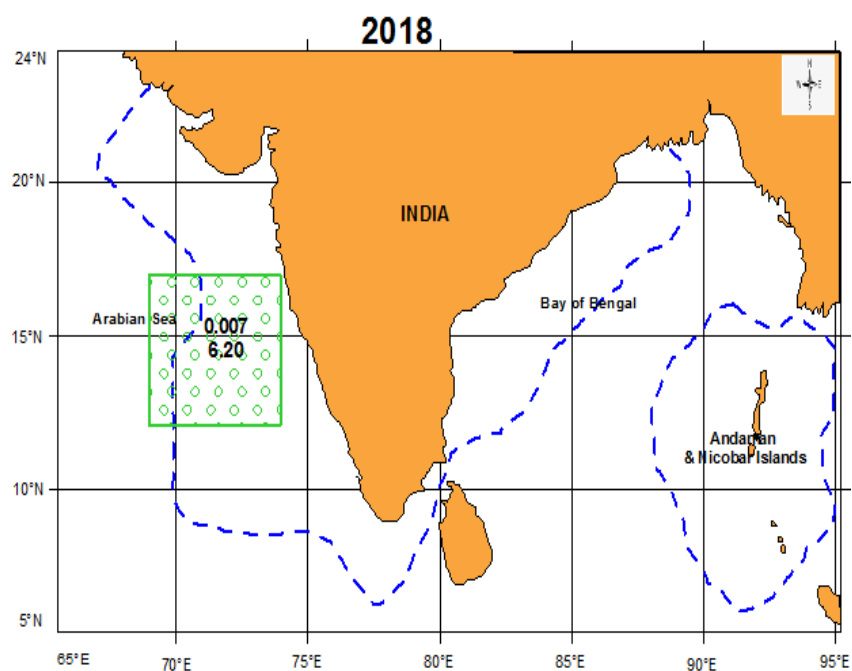 2018
24°N
N
W E
S
20°N
INDIA
Bay of Bengal
Arabian Sea
0.007
15°N
6.20
Andaman
& Nicobar Islands
10°N
5°N
65°E
70°E
75°E
80°E
85°E
90°E
95°E